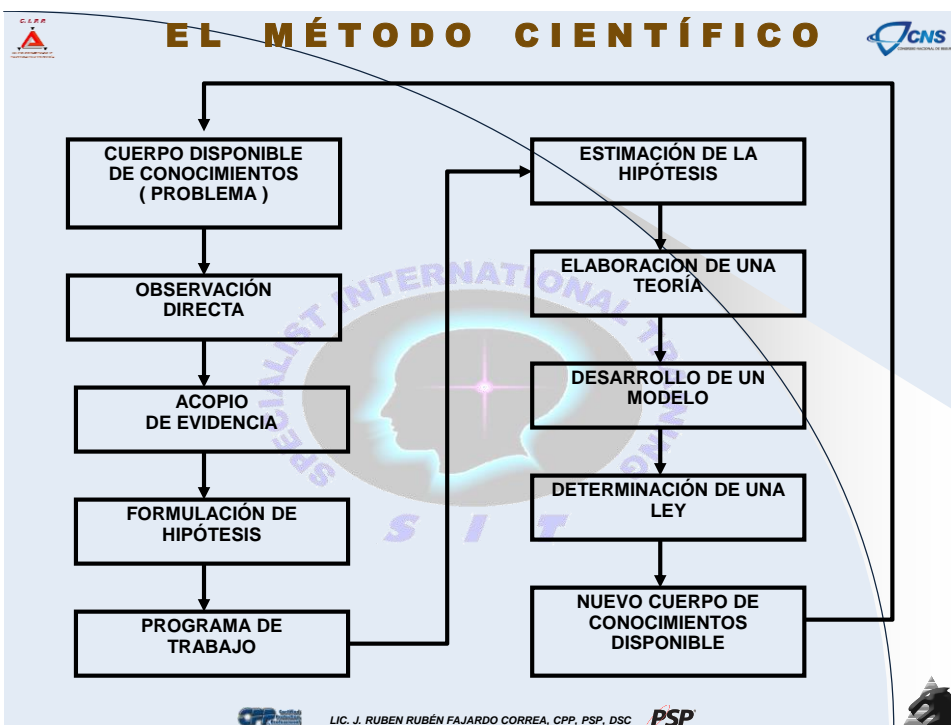 C. I. P. P.
EL MÉTODO CIENTÍFICO
CNS
CUERPO DISPONIBLE
DE CONOCIMIENTOS
( PROBLEMA )
OBSERVACIÓN
DIRECTA
ACOPIO
DE EVIDENCIA
FORMULACIÓN DE
HIPÓTESIS
PROGRAMA DE
TRABAJO
ESTIMACIÓN DE LA
HIPÓTESIS
ELABORACION DE UNA
TEORÍA
DESARROLLO DE UN
MODELO
DETERMINACIÓN DE UNA
LEY
NUEVO CUERPO DE
CONOCIMIENTOS
DISPONIBLE
SPECIALIST INTERNATIONAL TRAINING
S I T
CPP
LIC. J. RUBEN RUBÉN FAJARDO CORREA, CPP, PSP, DSC
PSP